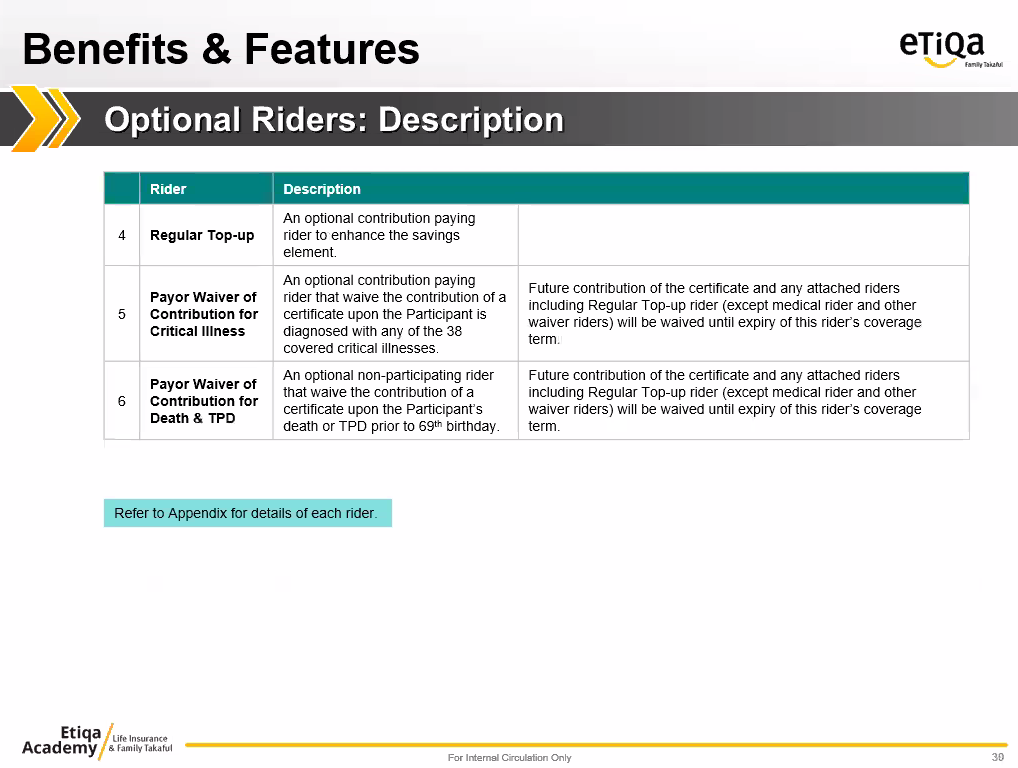 Benefits & Features
eTiQa
Family Takaful
Optional Riders: Description
Rider
Description
4
Regular Top-up
An optional contribution paying
rider to enhance the savings
element.
5
Payor Waiver of
Contribution for
Critical Illness
An optional contribution paying
rider that waive the contribution of a
certificate upon the Participant is
diagnosed with any of the 38
covered critical illnesses.
Future contribution of the certificate and any attached riders
including Regular Top-up rider (except medical rider and other
waiver riders) will be waived until expiry of this rider’s coverage
term.
6
Payor Waiver of
Contribution for
Death & TPD
An optional non-participating rider
that waive the contribution of a
certificate upon the Participant’s
death or TPD prior to 69th birthday.
Future contribution of the certificate and any attached riders
including Regular Top-up rider (except medical rider and other
waiver riders) will be waived until expiry of this rider’s coverage
term.
Refer to Appendix for details of each rider.
Etiqa
Academy
Life Insurance
& Family Takaful
For Internal Circulation Only
30